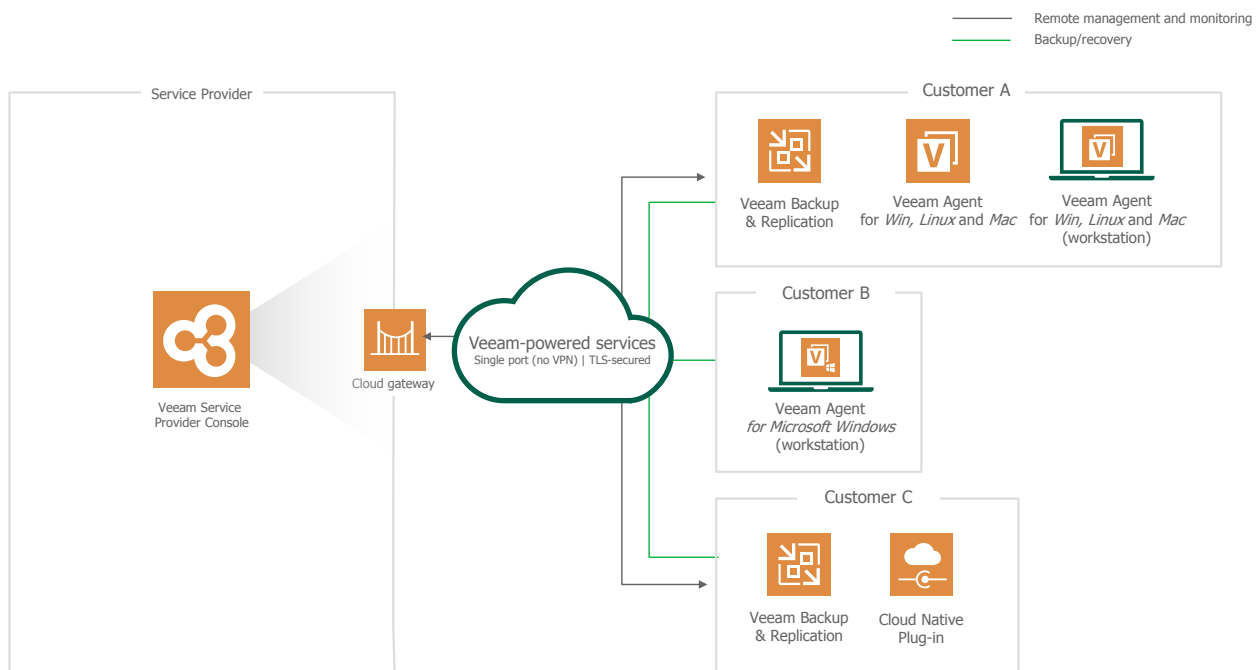 Remote management and monitoring
Backup/recovery
Service Provider
Customer A
Veeam Backup
& Replication
V
Veeam Agent
for Win, Linux and Mac
V
Veeam Agent
for Win, Linux and Mac
(workstation)
Veeam Service
Provider Console
Cloud gateway
Veeam-powered services
Single port (no VPN) | TLS-secured
Customer B
V
Veeam Agent
for Microsoft Windows
(workstation)
Customer C
Veeam Backup
& Replication
Cloud Native
Plug-in